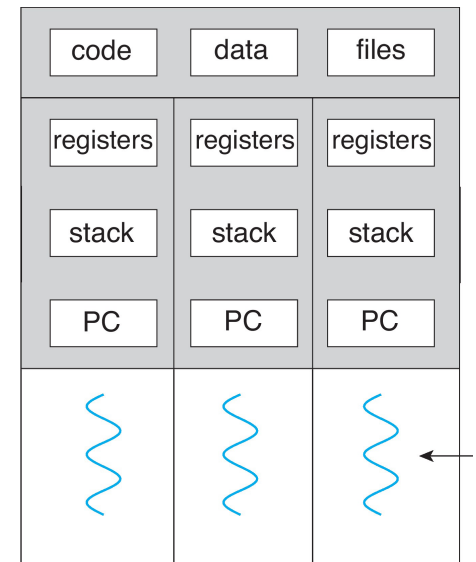 code data files
registers registers registers
stack stack stack
PC PC PC